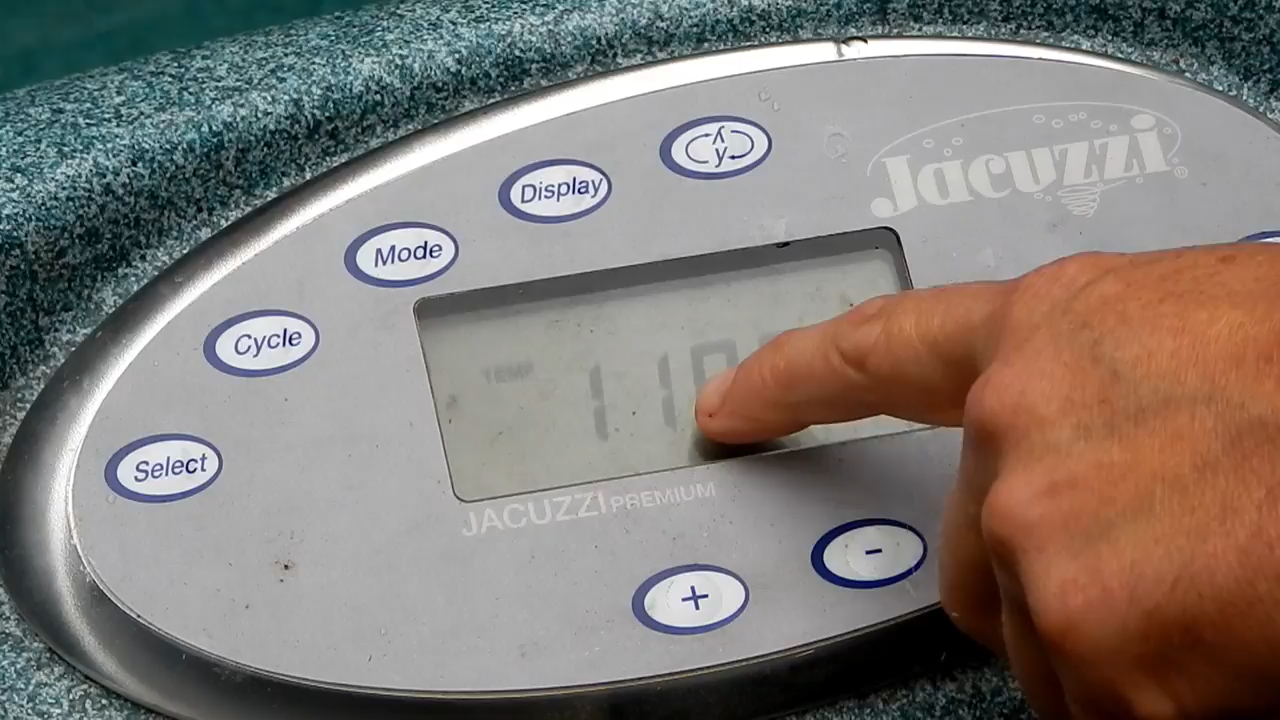 Jacuzzi®
Display
Mode
Cycle
Select
TEMP
110
JACUZZI PREMIUM
+
-